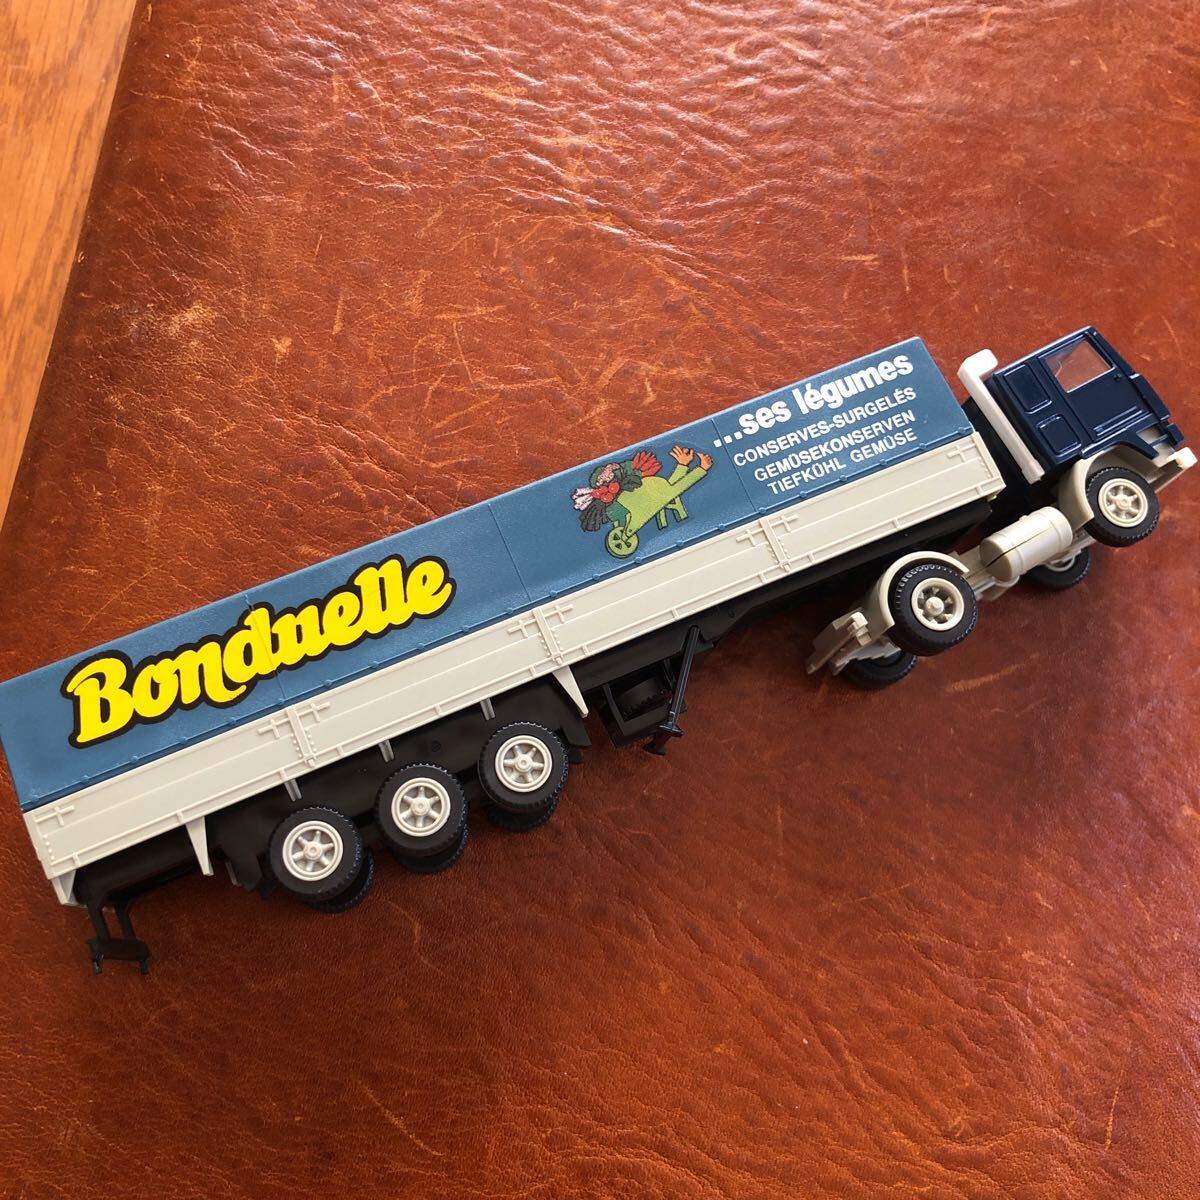 Bonduelle
...ses légumes
CONSERVES-SURGELÉS
GEMÜSEKONSERVEN
TIEFKÜHL GEMÜSE